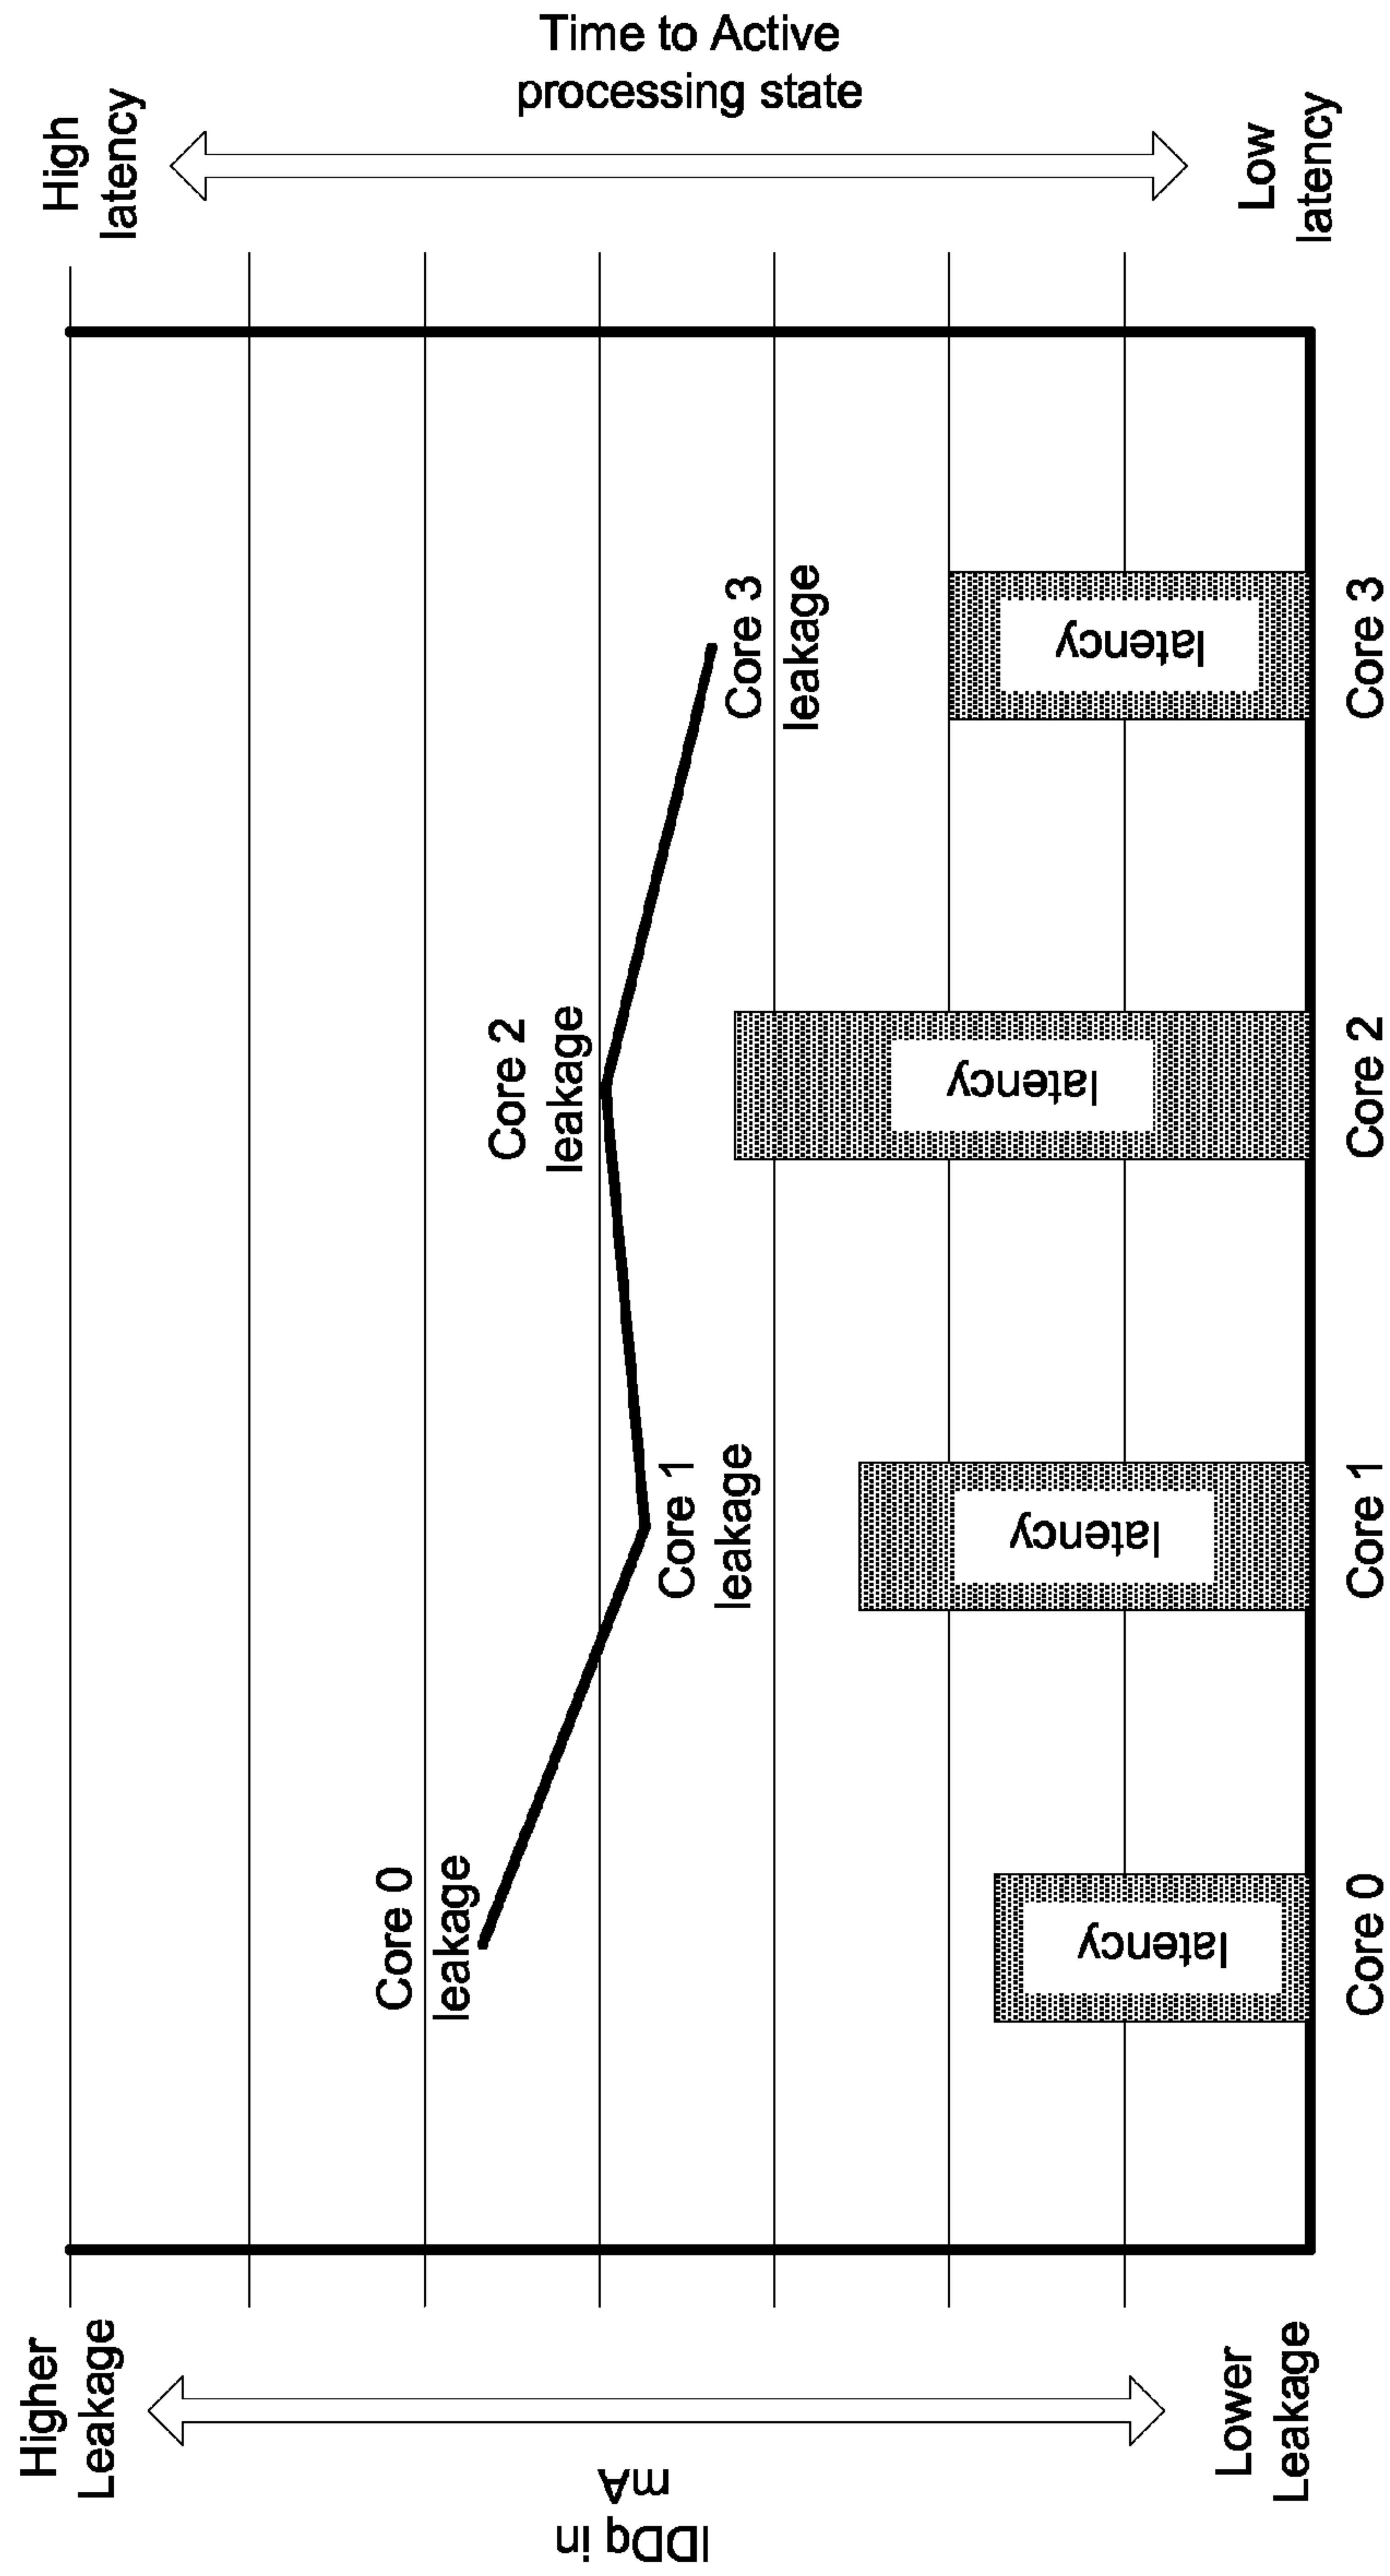 Higher
Leakage
IDDq in
mA
Lower
Leakage
Core 0
leakage
Core 1
leakage
Core 2
leakage
Core 3
leakage
latency
latency
latency
latency
Core 0
Core 1
Core 2
Core 3
High
latency
Time to Active
processing state
Low
latency